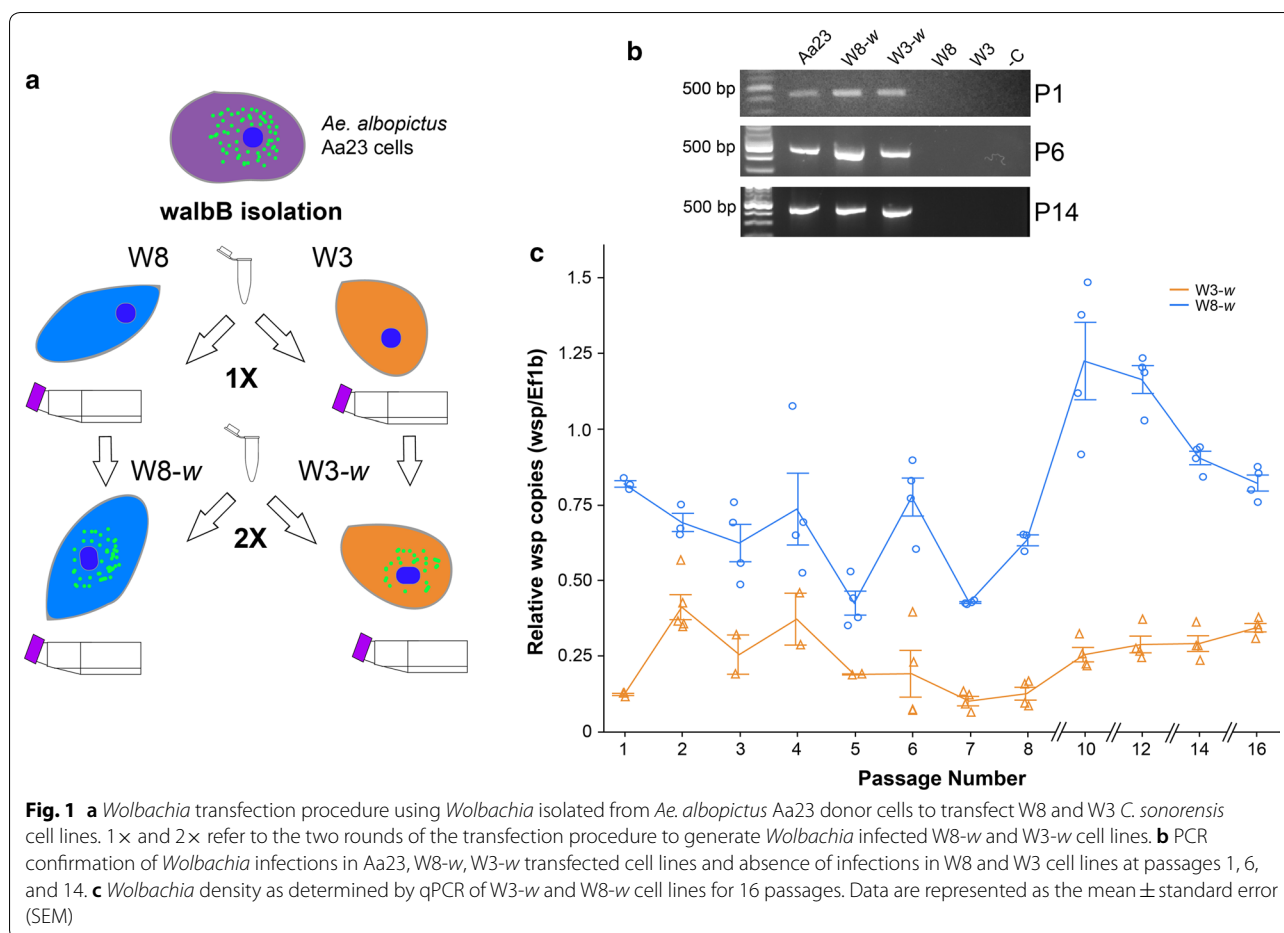 a
Ae. albopictus
Aa23 cells
walbB isolation
W8
W3
1X
W8-w
W3-w
2X
b
Aa23
W8-w
W3-w
W8
W3
-C
500 bp
P1
500 bp
P6
500 bp
P14
c
W3-w
W8-w
Relative wsp copies (wsp/Ef1b)
1.5
1.25
1.0
0.75
0.50
0.25
0
1 2 3 4 5 6 7 8 10 12 14 16
Passage Number
Fig. 1 a Wolbachia transfection procedure using Wolbachia isolated from Ae. albopictus Aa23 donor cells to transfect W8 and W3 C. sonorensis
cell lines. 1× and 2× refer to the two rounds of the transfection procedure to generate Wolbachia infected W8-w and W3-w cell lines. b PCR
confirmation of Wolbachia infections in Aa23, W8-w, W3-w transfected cell lines and absence of infections in W8 and W3 cell lines at passages 1, 6,
and 14. c Wolbachia density as determined by qPCR of W3-w and W8-w cell lines for 16 passages. Data are represented as the mean ± standard error
(SEM)